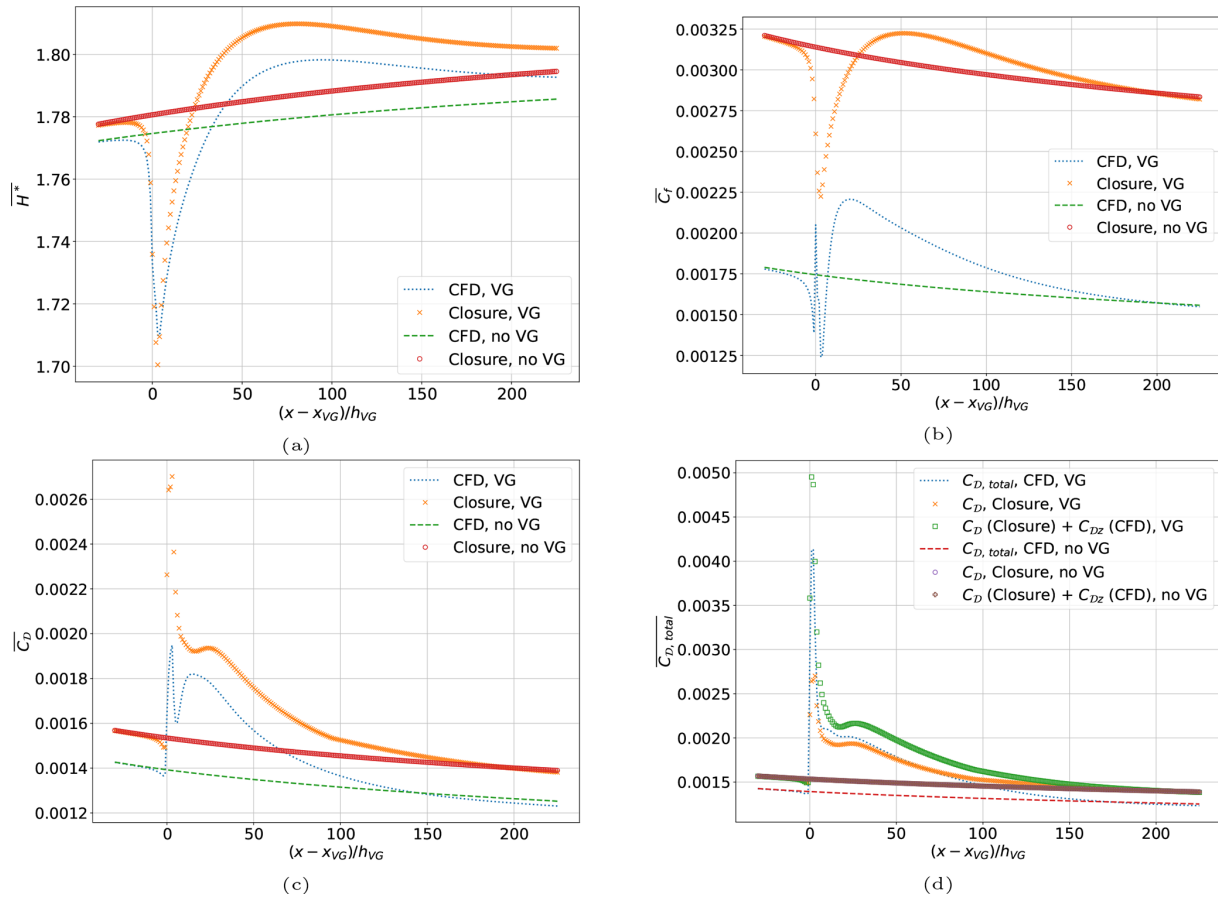 1.80
1.78
1.76
1.74
1.72
1.70
H*
0
50
100
150
200
(x − x_VG)/h_VG
CFD, VG
Closure, VG
CFD, no VG
Closure, no VG
(a)
0.00325
0.00300
0.00275
0.00250
0.00225
0.00200
0.00175
0.00150
0.00125
C_f
0
50
100
150
200
(x − x_VG)/h_VG
CFD, VG
Closure, VG
CFD, no VG
Closure, no VG
(b)
0.0026
0.0024
0.0022
0.0020
0.0018
0.0016
0.0014
0.0012
C_𝒟
0
50
100
150
200
(x − x_VG)/h_VG
CFD, VG
Closure, VG
CFD, no VG
Closure, no VG
(c)
0.0050
0.0045
0.0040
0.0035
0.0030
0.0025
0.0020
0.0015
0.0010
C_𝒟, total
0
50
100
150
200
(x − x_VG)/h_VG
C_𝒟, total, CFD, VG
C_𝒟, Closure, VG
C_𝒟 (Closure) + C_𝒟z (CFD), VG
C_𝒟, total, CFD, no VG
C_𝒟, Closure, no VG
C_𝒟 (Closure) + C_𝒟z (CFD), no VG
(d)